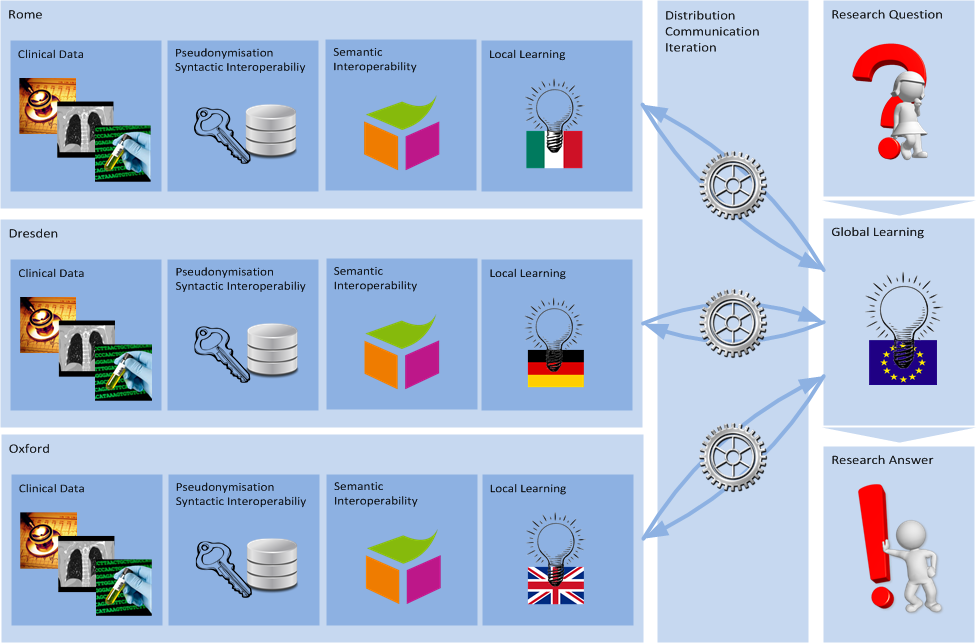 Rome
Clinical Data
Pseudonymisation
Syntactic Interoperabiliy
Semantic
Interoperability
Local Learning
Distribution
Communication
Iteration
Research Question
Dresden
Clinical Data
Pseudonymisation
Syntactic Interoperabiliy
Semantic
Interoperability
Local Learning
Global Learning
Oxford
Clinical Data
Pseudonymisation
Syntactic Interoperabiliy
Semantic
Interoperability
Local Learning
Research Answer